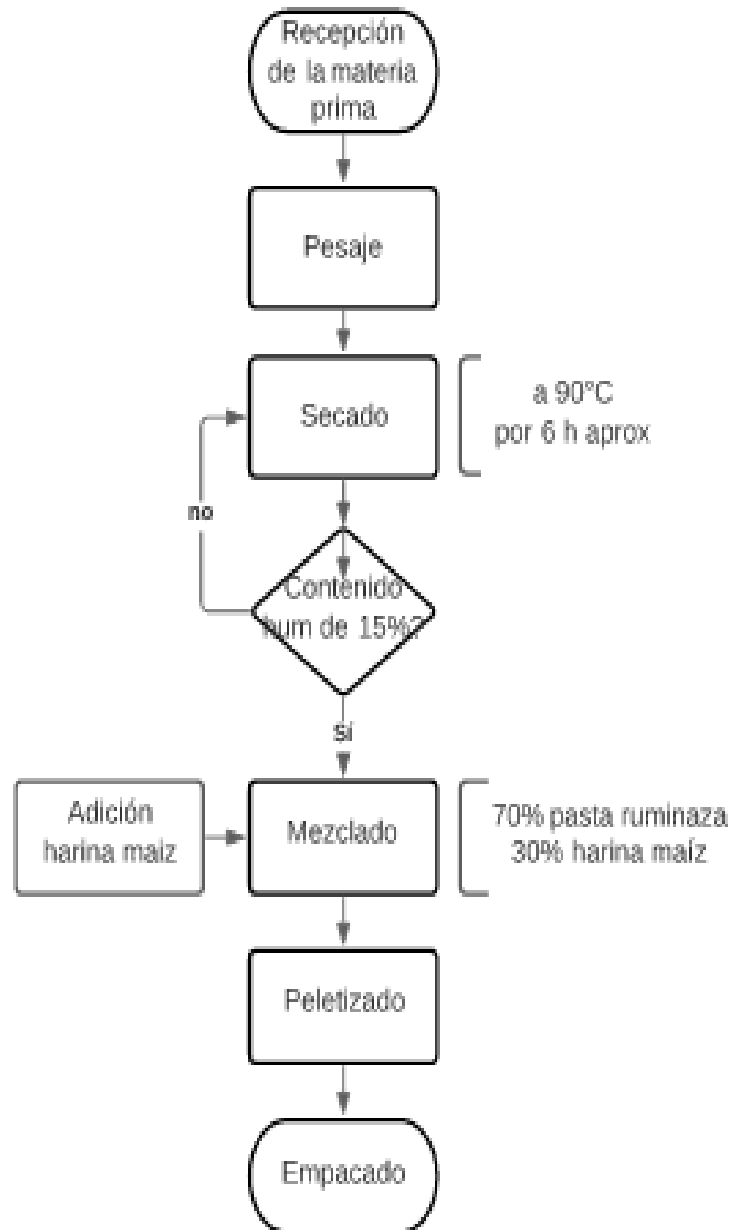 Recepción
de la materia
prima
Pesaje
Secado
a 90°C
por 6 h aprox
no
Contenido
hum de 15%?
Sí
Adición
harina maiz
Mezclado
70% pasta ruminaza
30% harina maíz
Peletizado
Empacado